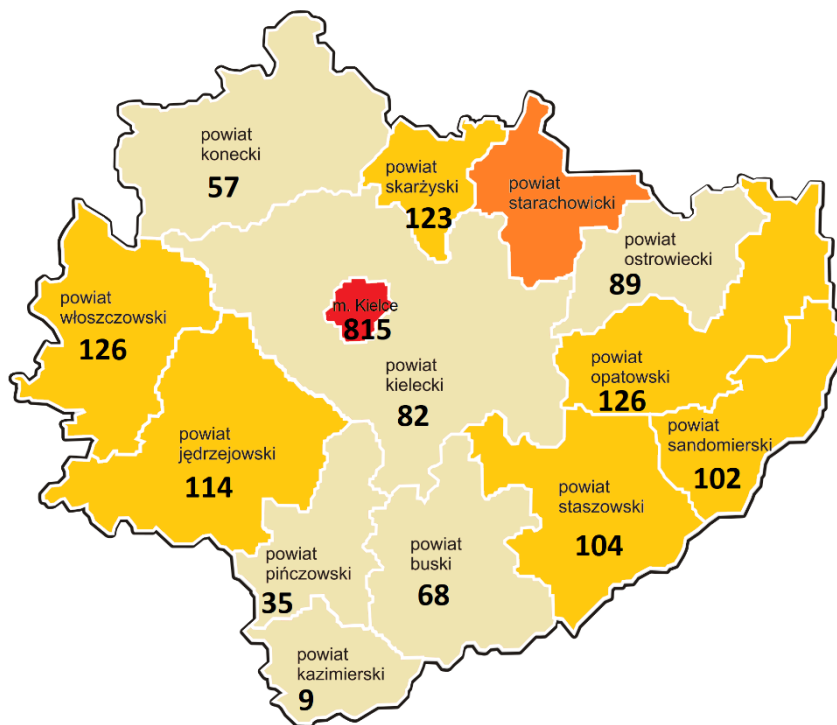 powiat
konecki
57
powiat
skarżyski
123
powiat
starachowicki
powiat
ostrowiecki
89
powiat
włoszczowski
126
m. Kielce
815
powiat
kielecki
82
powiat
opatowski
126
powiat
sandomierski
102
powiat
jędrzejowski
114
powiat
staszowski
104
powiat
pińczowski
35
powiat
buski
68
powiat
kazimierski
9